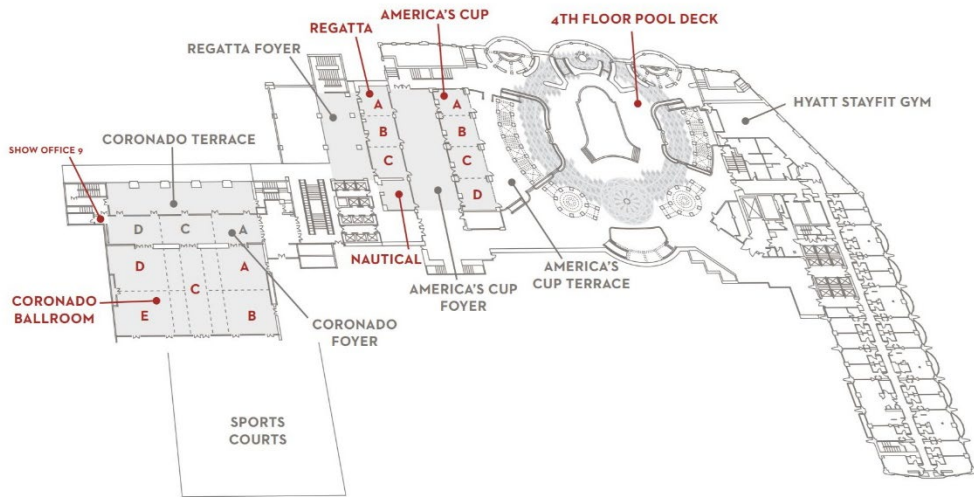 AMERICA'S CUP
REGATTA
4TH FLOOR POOL DECK
REGATTA FOYER
HYATT STAYFIT GYM
CORONADO TERRACE
SHOW OFFICE 9
A
B
C
A
B
C
D
D
C
A
D
A
C
E
B
NAUTICAL
AMERICA'S CUP
FOYER
AMERICA'S
CUP TERRACE
CORONADO
BALLROOM
CORONADO
FOYER
SPORTS
COURTS